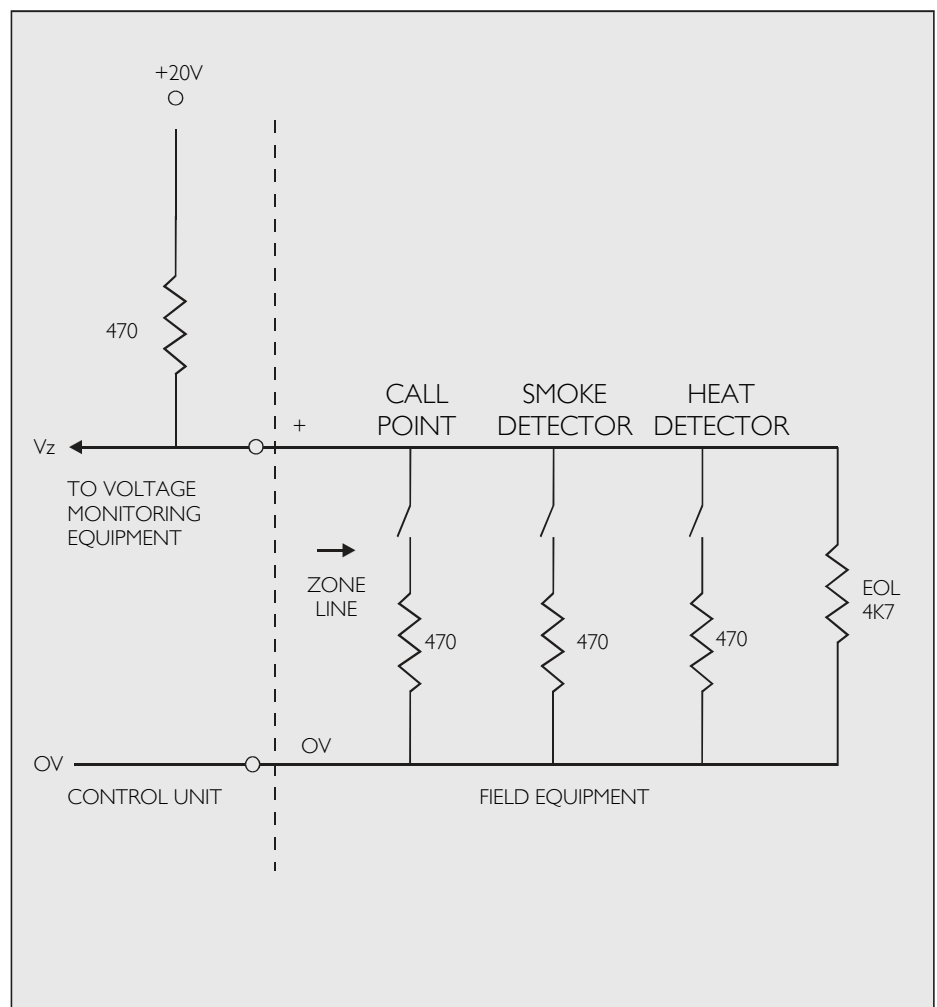 +20V
470
CALL
POINT
SMOKE
DETECTOR
HEAT
DETECTOR
+
Vz
TO VOLTAGE
MONITORING
EQUIPMENT
ZONE
LINE
EOL
4K7
470
470
470
OV
OV
CONTROL UNIT
FIELD EQUIPMENT